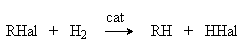 RHal + H₂ cat ⟶ RH + HHal